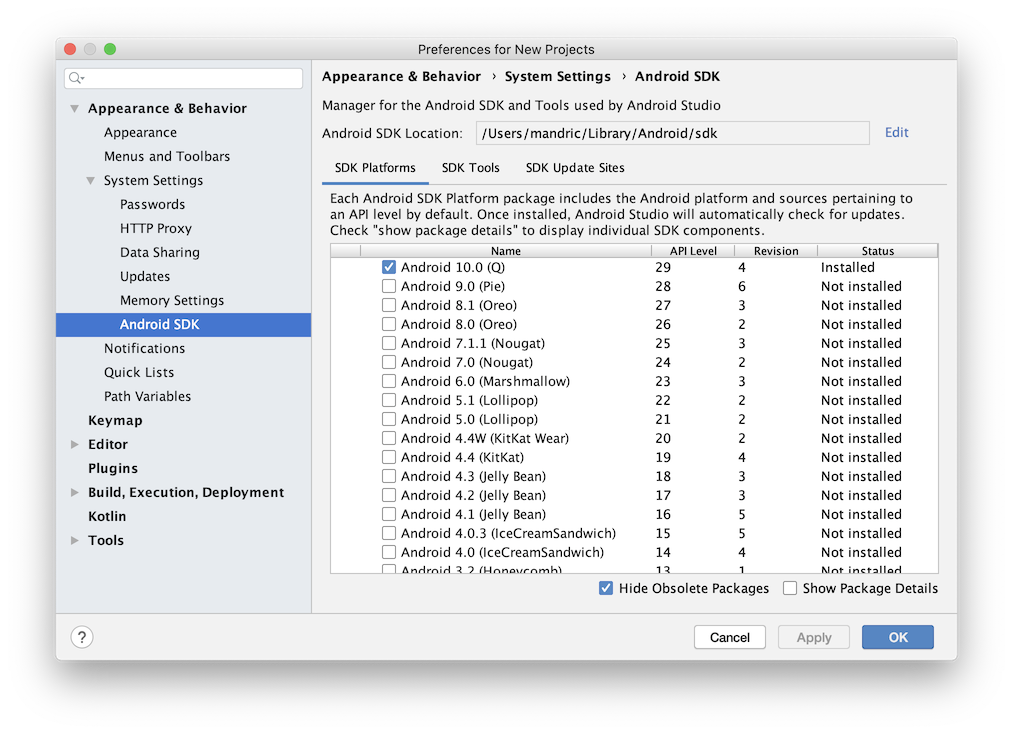 Preferences for New Projects
Appearance & Behavior
Appearance
Menus and Toolbars
System Settings
Passwords
HTTP Proxy
Data Sharing
Updates
Memory Settings
Android SDK
Notifications
Quick Lists
Path Variables
Keymap
Editor
Plugins
Build, Execution, Deployment
Kotlin
Tools
Appearance & Behavior › System Settings › Android SDK
Manager for the Android SDK and Tools used by Android Studio
Android SDK Location: /Users/mandric/Library/Android/sdk Edit
SDK Platforms SDK Tools SDK Update Sites
Each Android SDK Platform package includes the Android platform and sources pertaining to
an API level by default. Once installed, Android Studio will automatically check for updates.
Check "show package details" to display individual SDK components.
Name API Level Revision Status
Android 10.0 (Q) 29 4 Installed
Android 9.0 (Pie) 28 6 Not installed
Android 8.1 (Oreo) 27 3 Not installed
Android 8.0 (Oreo) 26 2 Not installed
Android 7.1.1 (Nougat) 25 3 Not installed
Android 7.0 (Nougat) 24 2 Not installed
Android 6.0 (Marshmallow) 23 3 Not installed
Android 5.1 (Lollipop) 22 2 Not installed
Android 5.0 (Lollipop) 21 2 Not installed
Android 4.4W (KitKat Wear) 20 2 Not installed
Android 4.4 (KitKat) 19 4 Not installed
Android 4.3 (Jelly Bean) 18 3 Not installed
Android 4.2 (Jelly Bean) 17 3 Not installed
Android 4.1 (Jelly Bean) 16 5 Not installed
Android 4.0.3 (IceCreamSandwich) 15 5 Not installed
Android 4.0 (IceCreamSandwich) 14 4 Not installed
Android 3.2 (Honeycomb) 13 1 Not installed
Hide Obsolete Packages Show Package Details
? Cancel Apply OK